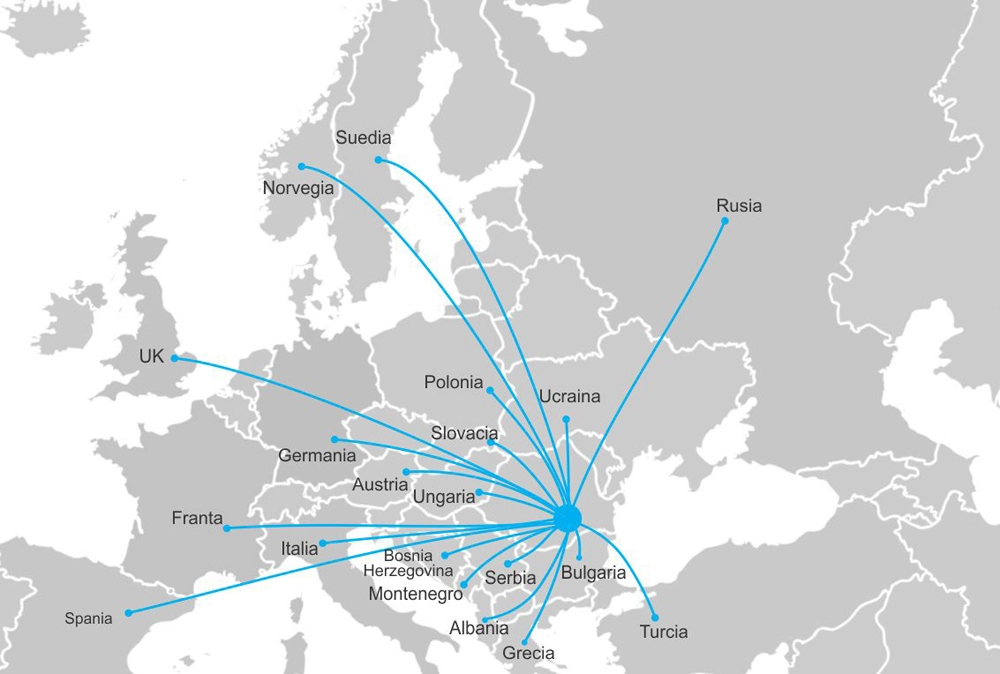 Suedia
Norvegia
Rusia
UK
Polonia
Ucraina
Slovacia
Germania
Austria
Ungaria
Franta
Italia
Bosnia
Herzegovina
Serbia
Bulgaria
Montenegro
Spania
Albania
Turcia
Grecia